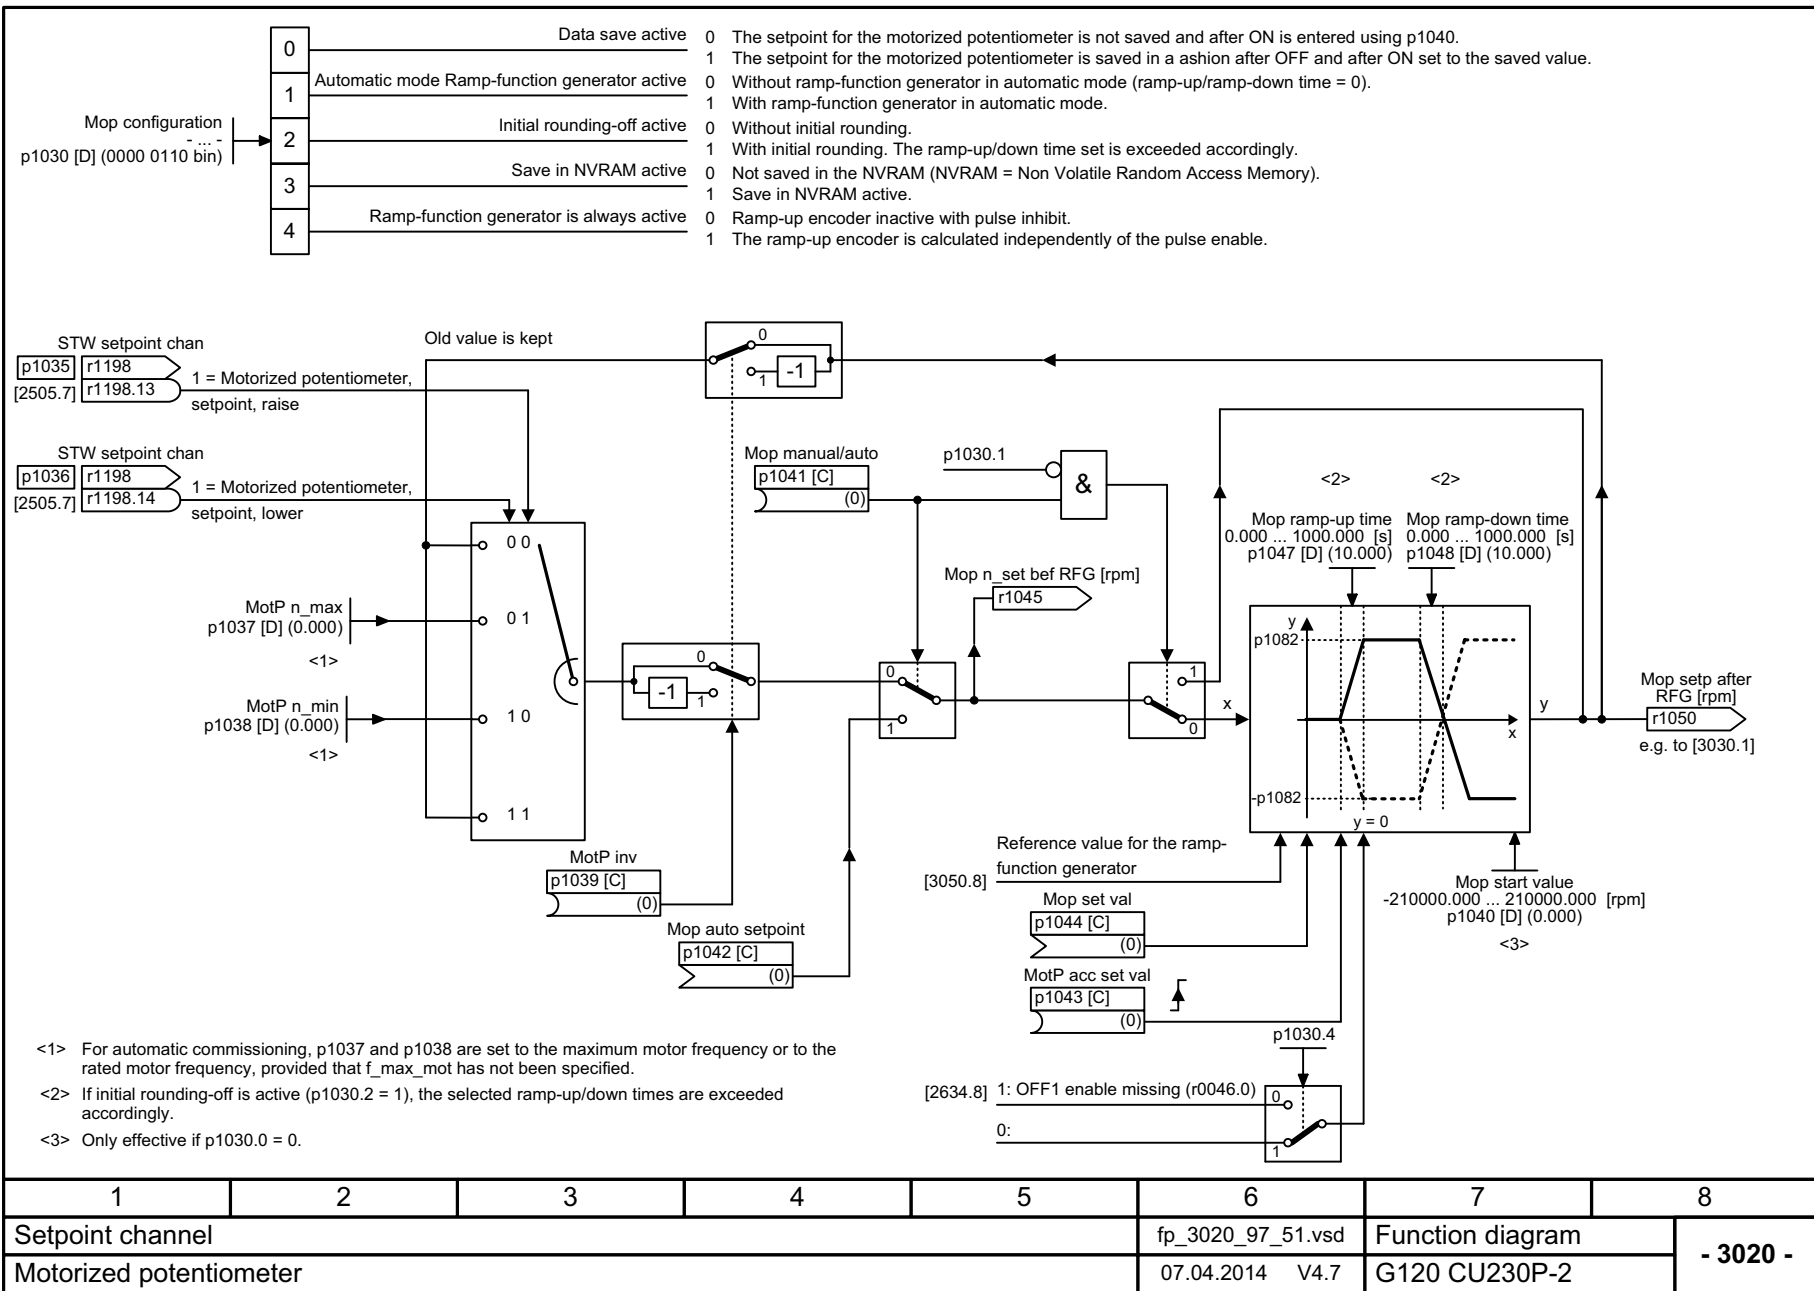 0
Data save active
0 The setpoint for the motorized potentiometer is not saved and after ON is entered using p1040.
1 The setpoint for the motorized potentiometer is saved in a ashion after OFF and after ON set to the saved value.
1
Automatic mode Ramp-function generator active
0 Without ramp-function generator in automatic mode (ramp-up/ramp-down time = 0).
1 With ramp-function generator in automatic mode.
Mop configuration
- ... -
p1030 [D] (0000 0110 bin)
2
Initial rounding-off active
0 Without initial rounding.
1 With initial rounding. The ramp-up/down time set is exceeded accordingly.
3
Save in NVRAM active
0 Not saved in the NVRAM (NVRAM = Non Volatile Random Access Memory).
1 Save in NVRAM active.
4
Ramp-function generator is always active
0 Ramp-up encoder inactive with pulse inhibit.
1 The ramp-up encoder is calculated independently of the pulse enable.
STW setpoint chan
p1035 r1198
[2505.7] r1198.13
1 = Motorized potentiometer,
setpoint, raise
Old value is kept
0
1
-1
STW setpoint chan
p1036 r1198
[2505.7] r1198.14
1 = Motorized potentiometer,
setpoint, lower
Mop manual/auto
p1041 [C]
(0)
p1030.1
&
<2>
<2>
Mop ramp-up time
0.000 ... 1000.000 [s]
p1047 [D] (10.000)
Mop ramp-down time
0.000 ... 1000.000 [s]
p1048 [D] (10.000)
0 0
0 1
1 0
1 1
MotP n_max
p1037 [D] (0.000)
<1>
MotP n_min
p1038 [D] (0.000)
<1>
-1
0
1
Mop n_set bef RFG [rpm]
r1045
0
1
1
0
x
y
p1082
-p1082
x
y = 0
y
Mop setp after
RFG [rpm]
r1050
e.g. to [3030.1]
MotP inv
p1039 [C]
(0)
Mop auto setpoint
p1042 [C]
(0)
Reference value for the ramp-
function generator
[3050.8]
Mop set val
p1044 [C]
(0)
MotP acc set val
p1043 [C]
(0)
Mop start value
-210000.000 ... 210000.000 [rpm]
p1040 [D] (0.000)
<3>
p1030.4
[2634.8] 1: OFF1 enable missing (r0046.0)
0:
0
1
<1> For automatic commissioning, p1037 and p1038 are set to the maximum motor frequency or to the
rated motor frequency, provided that f_max_mot has not been specified.
<2> If initial rounding-off is active (p1030.2 = 1), the selected ramp-up/down times are exceeded
accordingly.
<3> Only effective if p1030.0 = 0.
1 2 3 4 5 6 7 8
Setpoint channel
fp_3020_97_51.vsd
Function diagram
- 3020 -
Motorized potentiometer
07.04.2014 V4.7
G120 CU230P-2